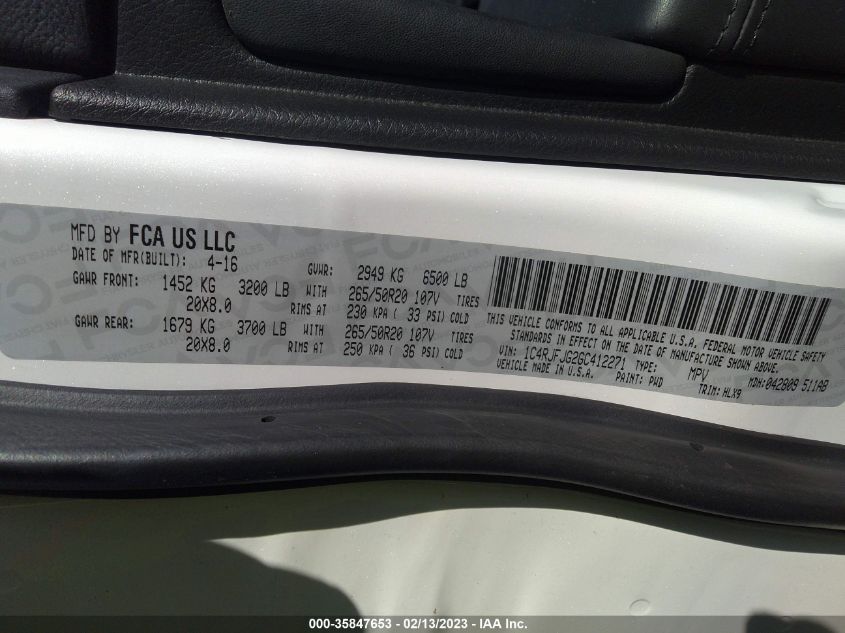 MFD BY FCA US LLC
DATE OF MFR(BUILT): 4-16 GVWR: 2949 KG 6500 LB
GAWR FRONT: 1452 KG 3200 LB WITH 265/50R20 107V TIRES
20X8.0 RIMS AT 230 KPA ( 33 PSI) COLD
GAWR REAR: 1679 KG 3700 LB WITH 265/50R20 107V TIRES
20X8.0 RIMS AT 250 KPA ( 36 PSI) COLD
THIS VEHICLE CONFORMS TO ALL APPLICABLE U.S.A. FEDERAL MOTOR VEHICLE SAFETY
STANDARDS IN EFFECT ON THE DATE OF MANUFACTURE SHOWN ABOVE.
VIN: 1C4RJFJG2GC412271 TYPE: MPV MDH:042809 511AB
VEHICLE MADE IN U.S.A. PAINT: PWD TRIM: HLX9
000-35847653 - 02/13/2023 - IAA Inc.